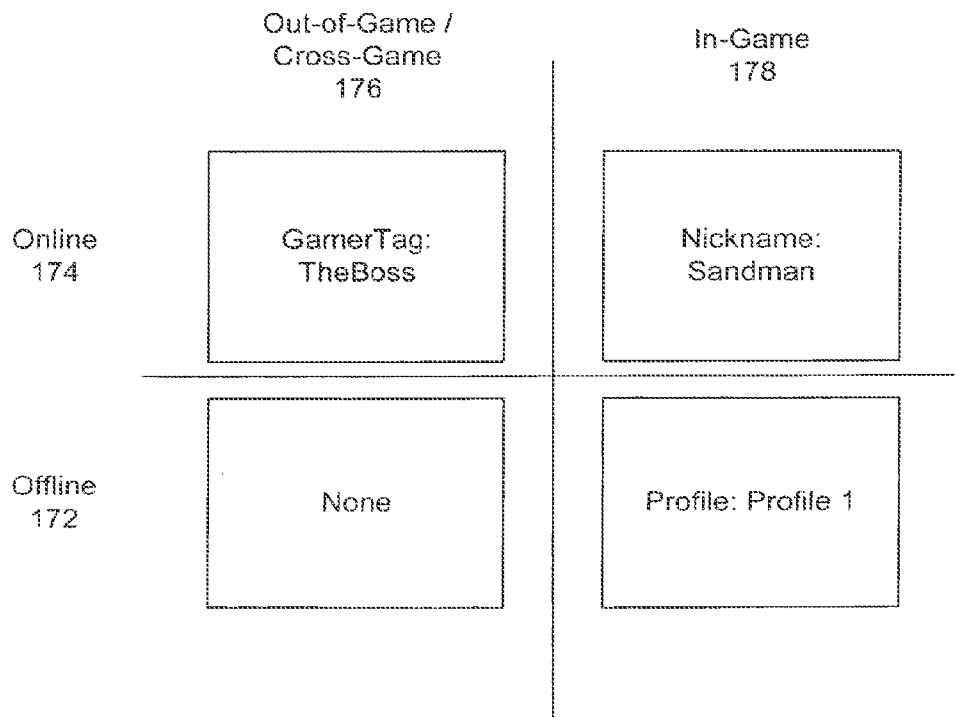 Out-of-Game /
Cross-Game
176
In-Game
178
Online
174
GamerTag:
TheBoss
Nickname:
Sandman
Offline
172
None
Profile: Profile 1